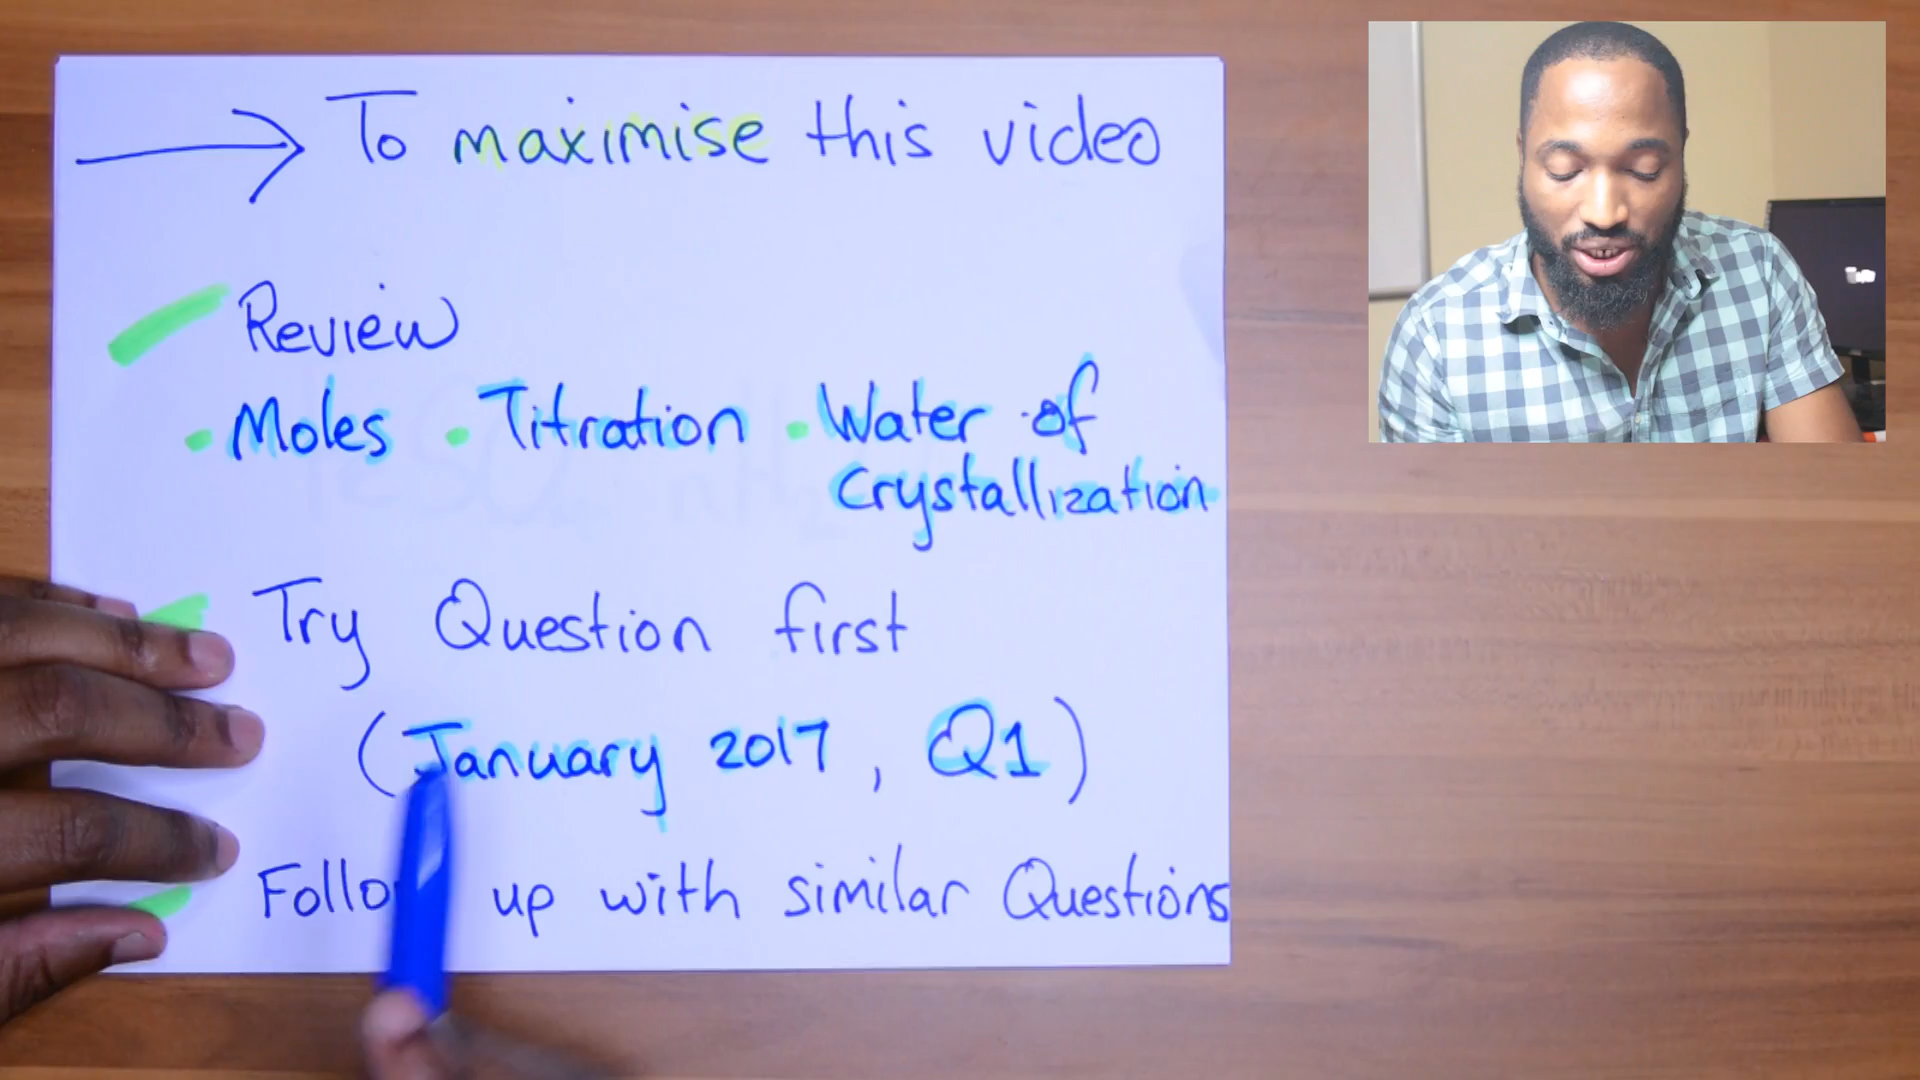 To maximise this video
Review
• Moles • Titration • Water of
Crystallization
Try Question first
(January 2017, Q1)
Follow up with similar Questions